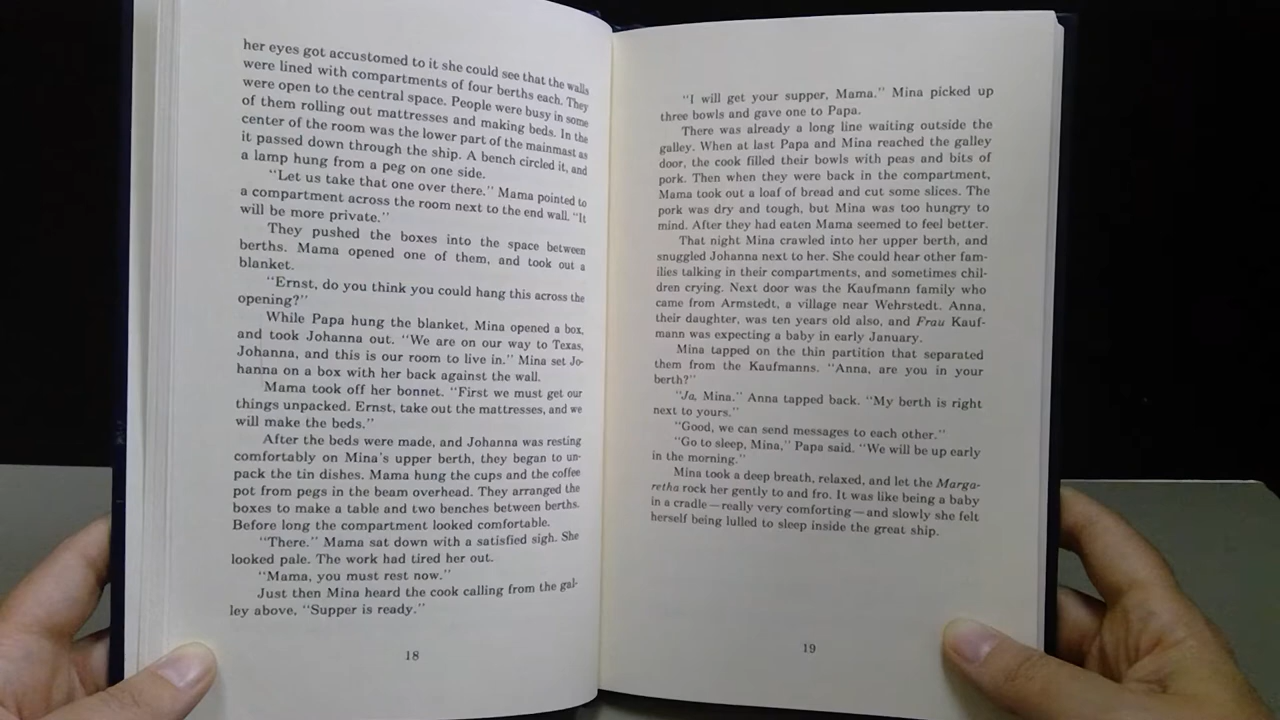 her eyes got accustomed to it she could see that the walls
were lined with compartments of four berths each. They
were open to the central space. People were busy in some
of them rolling out mattresses and making beds. In the
center of the room was the lower part of the mainmast as
it passed down through the ship. A bench circled it, and
a lamp hung from a peg on one side.
"Let us take that one over there." Mama pointed to
a compartment across the room next to the end wall. "It
will be more private."
They pushed the boxes into the space between
berths. Mama opened one of them, and took out a
blanket.
"Ernst, do you think you could hang this across the
opening?"
While Papa hung the blanket, Mina opened a box,
and took Johanna out. "We are on our way to Texas,
Johanna, and this is our room to live in." Mina set Jo-
hanna on a box with her back against the wall.
Mama took off her bonnet. "First we must get our
things unpacked. Ernst, take out the mattresses, and we
will make the beds."
After the beds were made, and Johanna was resting
comfortably on Mina's upper berth, they began to un-
pack the tin dishes. Mama hung the cups and the coffee
pot from pegs in the beam overhead. They arranged the
boxes to make a table and two benches between berths.
Before long the compartment looked comfortable.
"There." Mama sat down with a satisfied sigh. She
looked pale. The work had tired her out.
"Mama, you must rest now."
Just then Mina heard the cook calling from the gal-
ley above, "Supper is ready."
18
"I will get your supper, Mama." Mina picked up
three bowls and gave one to Papa.
There was already a long line waiting outside the
galley. When at last Papa and Mina reached the galley
door, the cook filled their bowls with peas and bits of
pork. Then when they were back in the compartment,
Mama took out a loaf of bread and cut some slices. The
pork was dry and tough, but Mina was too hungry to
mind. After they had eaten Mama seemed to feel better.
That night Mina crawled into her upper berth, and
snuggled Johanna next to her. She could hear other fam-
ilies talking in their compartments, and sometimes chil-
dren crying. Next door was the Kaufmann family who
came from Armstedt, a village near Wehrstedt. Anna,
their daughter, was ten years old also, and Frau Kauf-
mann was expecting a baby in early January.
Mina tapped on the thin partition that separated
them from the Kaufmanns. "Anna, are you in your
berth?"
"Ja, Mina." Anna tapped back. "My berth is right
next to yours."
"Good, we can send messages to each other."
"Go to sleep, Mina," Papa said. "We will be up early
in the morning."
Mina took a deep breath, relaxed, and let the Marga-
retha rock her gently to and fro. It was like being a baby
in a cradle—really very comforting—and slowly she felt
herself being lulled to sleep inside the great ship.
19